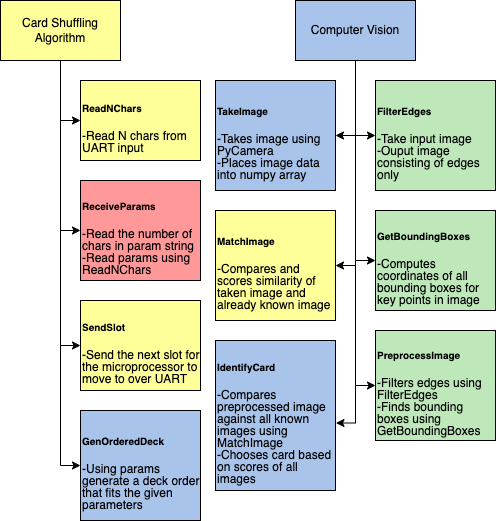 Card Shuffling
Algorithm
Computer Vision
ReadNChars
-Read N chars from
UART input
ReceiveParams
-Read the number of
chars in param string
-Read params using
ReadNChars
SendSlot
-Send the next slot for
the microprocessor to
move to over UART
GenOrderedDeck
-Using params
generate a deck order
that fits the given
parameters
TakeImage
-Takes image using
PyCamera
-Places image data
into numpy array
MatchImage
-Compares and
scores similarity of
taken image and
already known image
IdentifyCard
-Compares
preprocessed image
against all known
images using
MatchImage
-Chooses card based
on scores of all
images
FilterEdges
-Take input image
-Ouput image
consisting of edges
only
GetBoundingBoxes
-Computes
coordinates of all
bounding boxes for
key points in image
PreprocessImage
-Filters edges using
FilterEdges
-Finds bounding
boxes using
GetBoundingBoxes